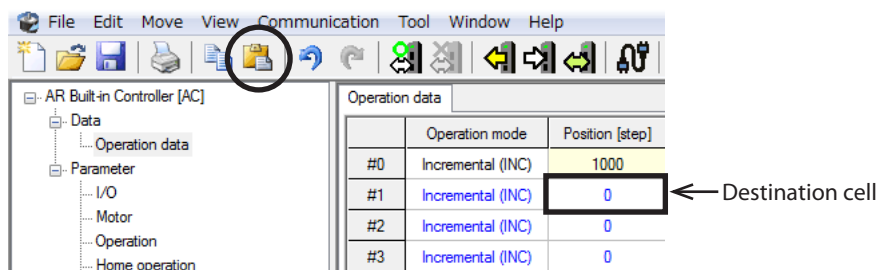 File Edit Move View Communication Tool Window Help
AR Built-in Controller [AC]
Data
Operation data
Parameter
I/O
Motor
Operation
Home operation
Operation data
Operation mode Position [step]
#0 Incremental (INC) 1000
#1 Incremental (INC) 0
#2 Incremental (INC) 0
#3 Incremental (INC) 0
Destination cell